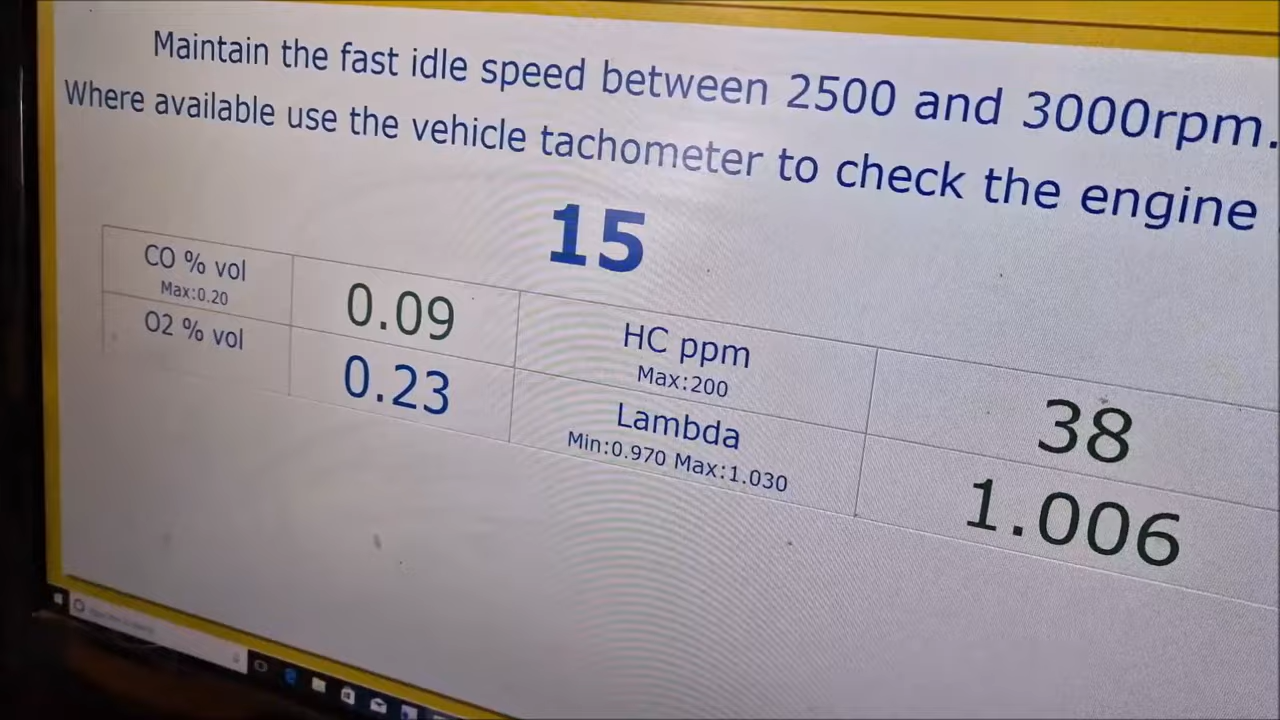 Maintain the fast idle speed between 2500 and 3000rpm.
Where available use the vehicle tachometer to check the engine
15
CO % vol
Max:0.20
0.09
HC ppm
Max:200
38
O2 % vol
0.23
Lambda
Min:0.970 Max:1.030
1.006